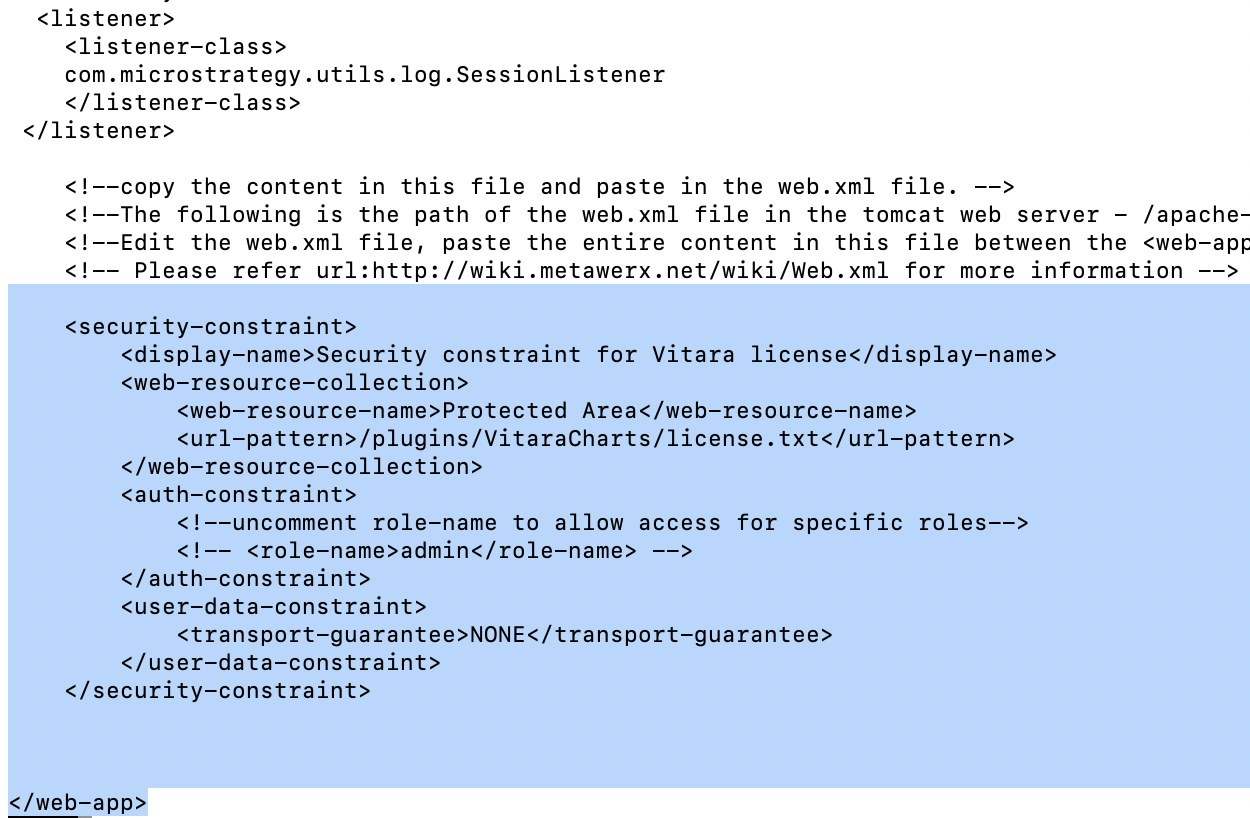 <listener>
<listener-class>
com.microstrategy.utils.log.SessionListener
</listener-class>
</listener>
<!--copy the content in this file and paste in the web.xml file. -->
<!--The following is the path of the web.xml file in the tomcat web server - /apache-
<!--Edit the web.xml file, paste the entire content in this file between the <web-app
<!-- Please refer url:http://wiki.metawerx.net/wiki/Web.xml for more information -->
<security-constraint>
<display-name>Security constraint for Vitara license</display-name>
<web-resource-collection>
<web-resource-name>Protected Area</web-resource-name>
<url-pattern>/plugins/VitaraCharts/license.txt</url-pattern>
</web-resource-collection>
<auth-constraint>
<!--uncomment role-name to allow access for specific roles-->
<!-- <role-name>admin</role-name> -->
</auth-constraint>
<user-data-constraint>
<transport-guarantee>NONE</transport-guarantee>
</user-data-constraint>
</security-constraint>
</web-app>